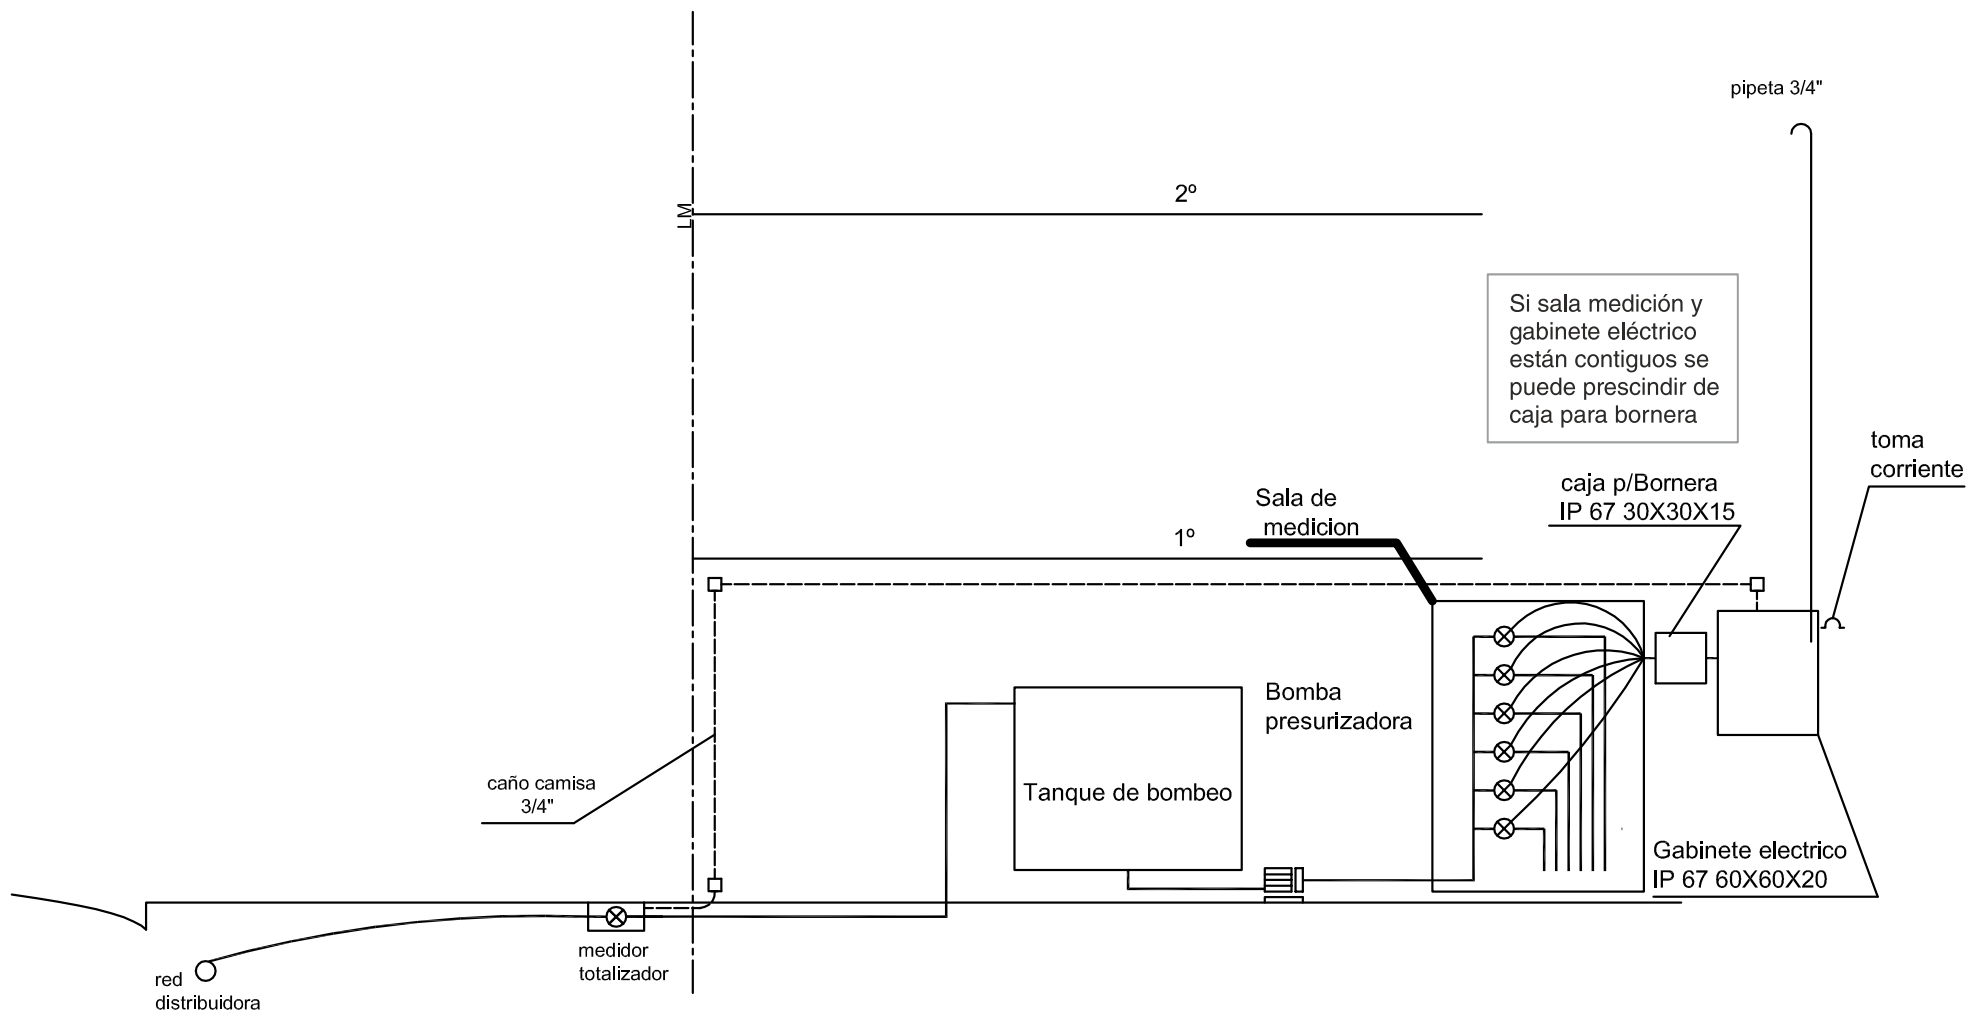 pipeta 3/4"
2º
LM
Si sala medición y
gabinete eléctrico
están contiguos se
puede prescindir de
caja para bornera
toma
corriente
caja p/Bornera
IP 67 30X30X15
Sala de
medicion
1º
Bomba
presurizadora
Tanque de bombeo
caño camisa
3/4"
Gabinete electrico
IP 67 60X60X20
medidor
totalizador
red
distribuidora